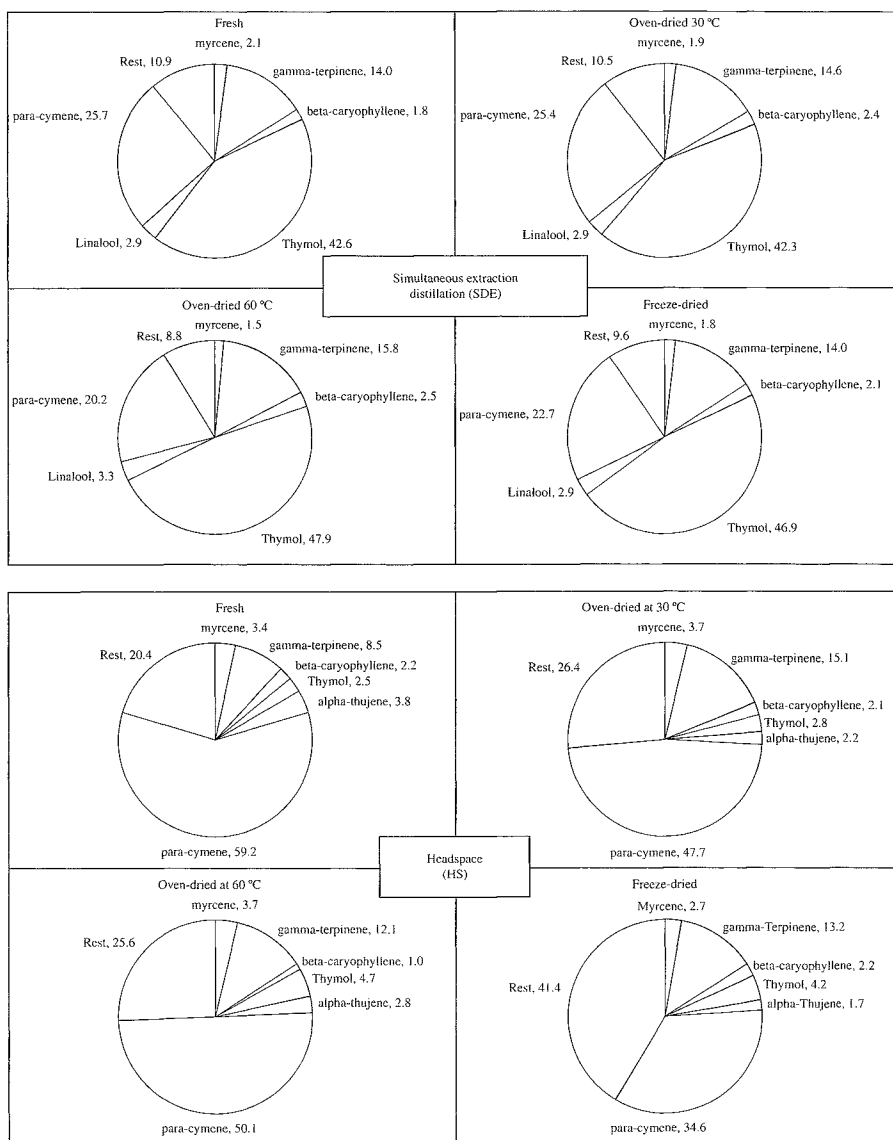 Fresh
myrcene, 2.1
Rest, 10.9
gamma-terpinene, 14.0
beta-caryophyllene, 1.8
para-cymene, 25.7
Linalool, 2.9
Thymol, 42.6
Oven-dried 30 ºC
myrcene, 1.9
Rest, 10.5
gamma-terpinene, 14.6
beta-caryophyllene, 2.4
para-cymene, 25.4
Linalool, 2.9
Thymol, 42.3
Simultaneous extraction
distillation (SDE)
Oven-dried 60 ºC
myrcene, 1.5
Rest, 8.8
gamma-terpinene, 15.8
beta-caryophyllene, 2.5
para-cymene, 20.2
Linalool, 3.3
Thymol, 47.9
Freeze-dried
myrcene, 1.8
Rest, 9.6
gamma-terpinene, 14.0
beta-caryophyllene, 2.1
para-cymene, 22.7
Linalool, 2.9
Thymol, 46.9
Fresh
myrcene, 3.4
gamma-terpinene, 8.5
Rest, 20.4
beta-caryophyllene, 2.2
Thymol, 2.5
alpha-thujene, 3.8
para-cymene, 59.2
Oven-dried at 30 ºC
myrcene, 3.7
gamma-terpinene, 15.1
Rest, 26.4
beta-caryophyllene, 2.1
Thymol, 2.8
alpha-thujene, 2.2
para-cymene, 47.7
Headspace
(HS)
Oven-dried at 60 ºC
myrcene, 3.7
gamma-terpinene, 12.1
Rest, 25.6
beta-caryophyllene, 1.0
Thymol, 4.7
alpha-thujene, 2.8
para-cymene, 50.1
Freeze-dried
Myrcene, 2.7
gamma-Terpinene, 13.2
beta-caryophyllene, 2.2
Rest, 41.4
Thymol, 4.2
alpha-Thujene, 1.7
para-cymene, 34.6